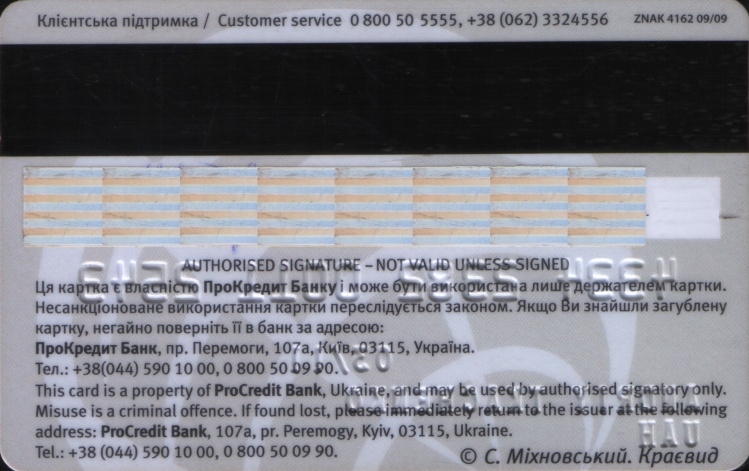 Клієнтська підтримка / Customer service 0 800 50 5555, +38 (062) 3324556 ZNAK 4162 09/09
AUTHORISED SIGNATURE – NOT VALID UNLESS SIGNED
Ця картка є власністю ПроКредит Банку і може бути використана лише держателем картки.
Несанкціоноване використання картки переслідується законом. Якщо Ви знайшли загублену
картку, негайно поверніть її в банк за адресою:
ПроКредит Банк, пр. Перемоги, 107а, Київ, 03115, Україна.
Тел.: +38(044) 590 10 00, 0 800 50 09 90.
This card is a property of ProCredit Bank, Ukraine, and may be used by authorised signatory only.
Misuse is a criminal offence. If found lost, please immediately return to the issuer at the following
address: ProCredit Bank, 107a, pr. Peremogy, Kyiv, 03115, Ukraine.
UAH
Тел.: +38 (044) 590 10 00, 0 800 50 09 90.
© С. Міхновський. Краєвид